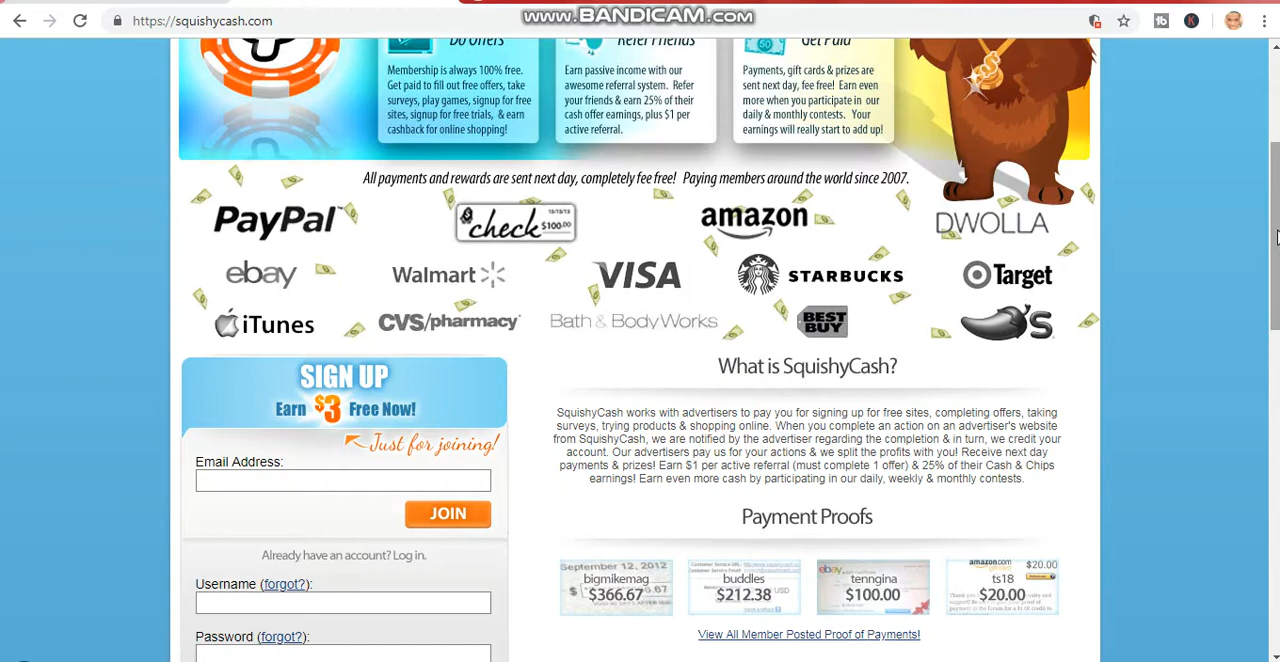 https://squishycash.com
www.BANDICAM.com
Do Offers
Membership is always 100% free.
Get paid to fill out free offers, take
surveys, play games, signup for free
sites, signup for free trials, & earn
cashback for online shopping!
Refer Friends
Earn passive income with our
awesome referral system. Refer
your friends & earn 25% of their
cash offer earnings, plus $1 per
active referral.
Get Paid
Payments, gift cards & prizes are
sent next day, fee free! Earn even
more when you participate in our
daily & monthly contests. Your
earnings will really start to add up!
All payments and rewards are sent next day, completely fee free! Paying members around the world since 2007.
PayPal™
check $100.00
amazon
DWOLLA
ebay
Walmart
VISA
STARBUCKS
Target
iTunes
CVS/pharmacy
Bath & Body Works
BEST BUY
'S
SIGN UP
Earn $3 Free Now!
Just for joining!
Email Address:
JOIN
Already have an account? Log in.
Username (forgot?):
Password (forgot?):
What is SquishyCash?
SquishyCash works with advertisers to pay you for signing up for free sites, completing offers, taking
surveys, trying products & shopping online. When you complete an action on an advertiser's website
from SquishyCash, we are notified by the advertiser regarding the completion & in turn, we credit your
account. Our advertisers pay us for your actions & we split the profits with you! Receive next day
payments & prizes! Earn $1 per active referral (must complete 1 offer) & 25% of their Cash & Chips
earnings! Earn even more cash by participating in our daily, weekly & monthly contests.
Payment Proofs
September 12, 2012
bigmikemag
$366.67
buddles
$212.38
tenngina
$100.00
amazon.com
$20.00
ts18
$20.00
View All Member Posted Proof of Payments!